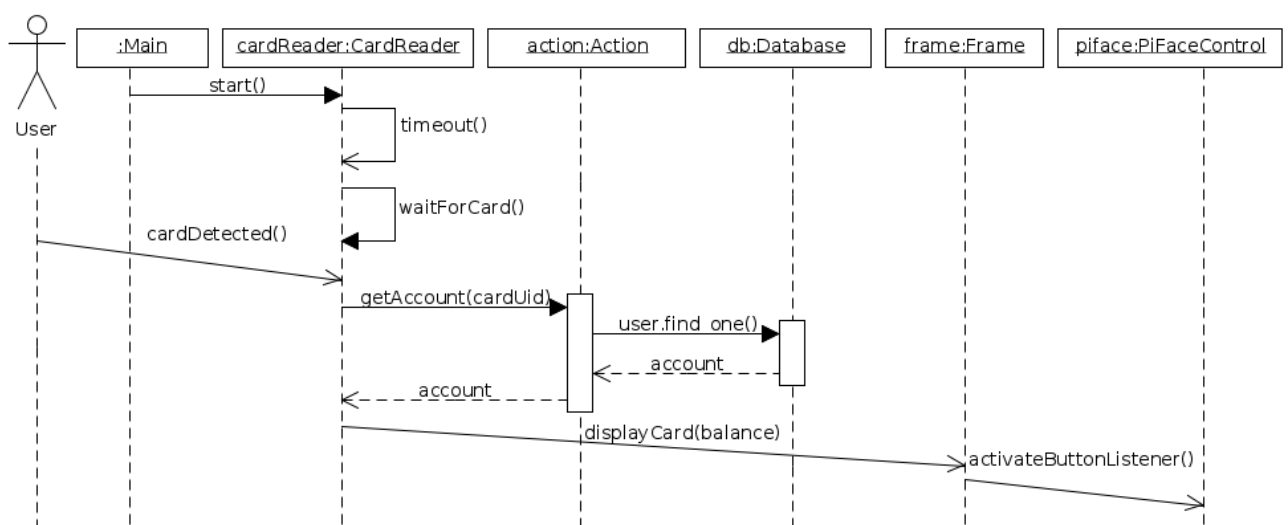 :Main
cardReader:CardReader
action:Action
db:Database
frame:Frame
piface:PiFaceControl
User
start()
timeout()
waitForCard()
cardDetected()
getAccount(cardUid)
user.find_one()
account
account
displayCard(balance)
activateButtonListener()